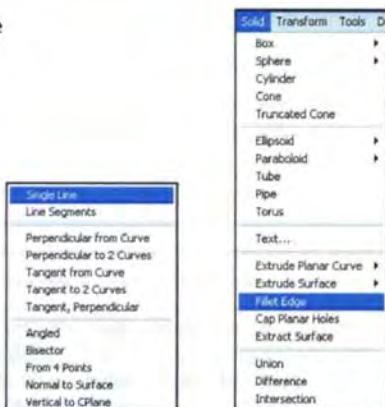 e
Single Line
Line Segments
Perpendicular from Curve
Perpendicular to 2 Curves
Tangent from Curve
Tangent to 2 Curves
Tangent, Perpendicular
Angled
Bisector
From 4 Points
Normal to Surface
Vertical to CPlane
Solid Transform Tools D
Box
Sphere
Cylinder
Cone
Truncated Cone
Ellipsoid
Paraboloid
Tube
Pipe
Torus
Text...
Extrude Planar Curve
Extrude Surface
Fillet Edge
Cap Planar Holes
Extract Surface
Union
Difference
Intersection